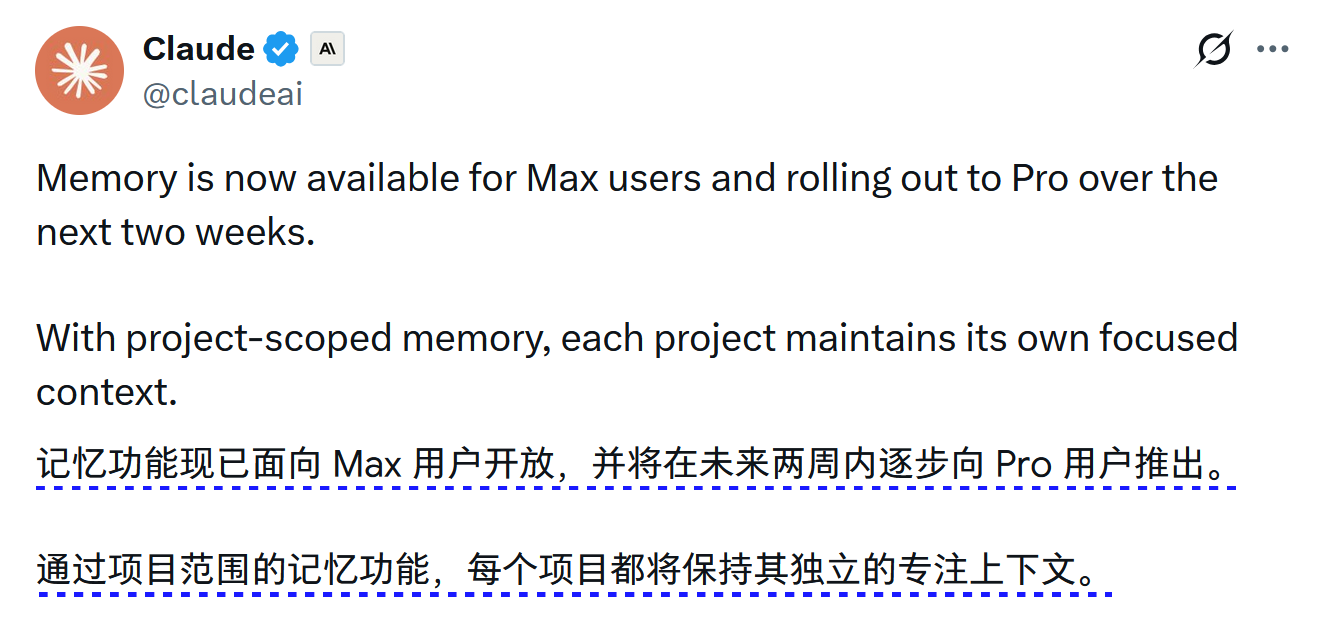 Claude
A\
@claudeai
Memory is now available for Max users and rolling out to Pro over the
next two weeks.
With project-scoped memory, each project maintains its own focused
context.
记忆功能现已面向 Max 用户开放，并将在未来两周内逐步向 Pro 用户推出。
通过项目范围的记忆功能，每个项目都将保持其独立的专注上下文。